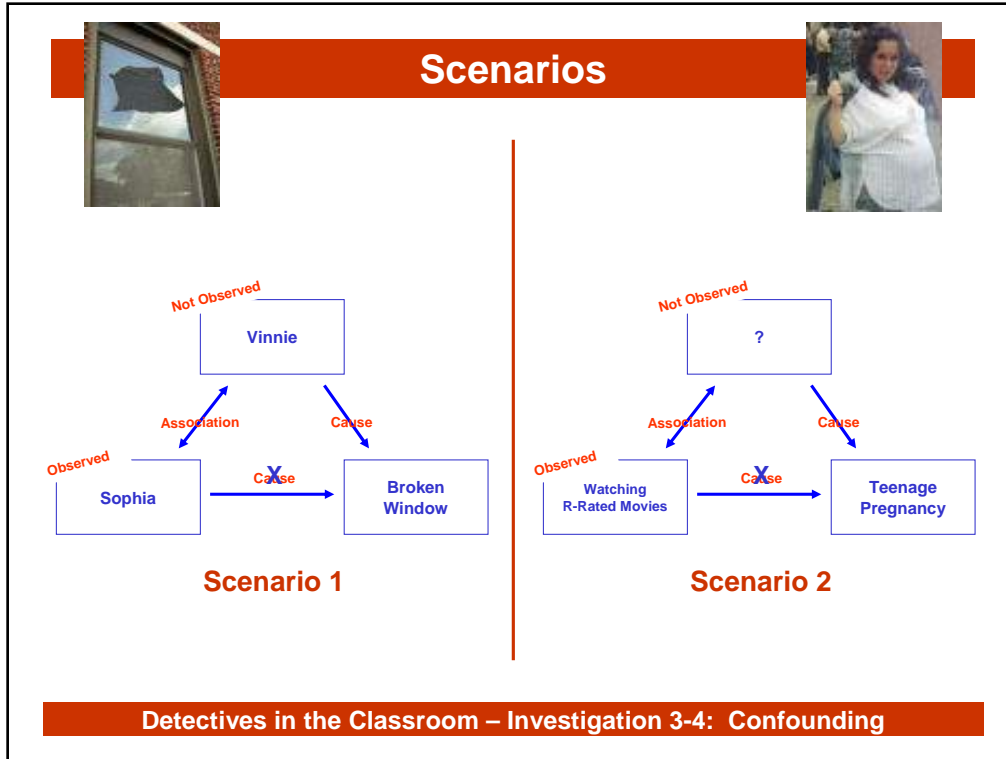 Scenarios
Not Observed
Vinnie
Association
Cause
Observed
Sophia
Cause
X
Broken
Window
Scenario 1
Not Observed
?
Association
Cause
Observed
Watching
R-Rated Movies
Cause
X
Teenage
Pregnancy
Scenario 2
Detectives in the Classroom – Investigation 3-4: Confounding